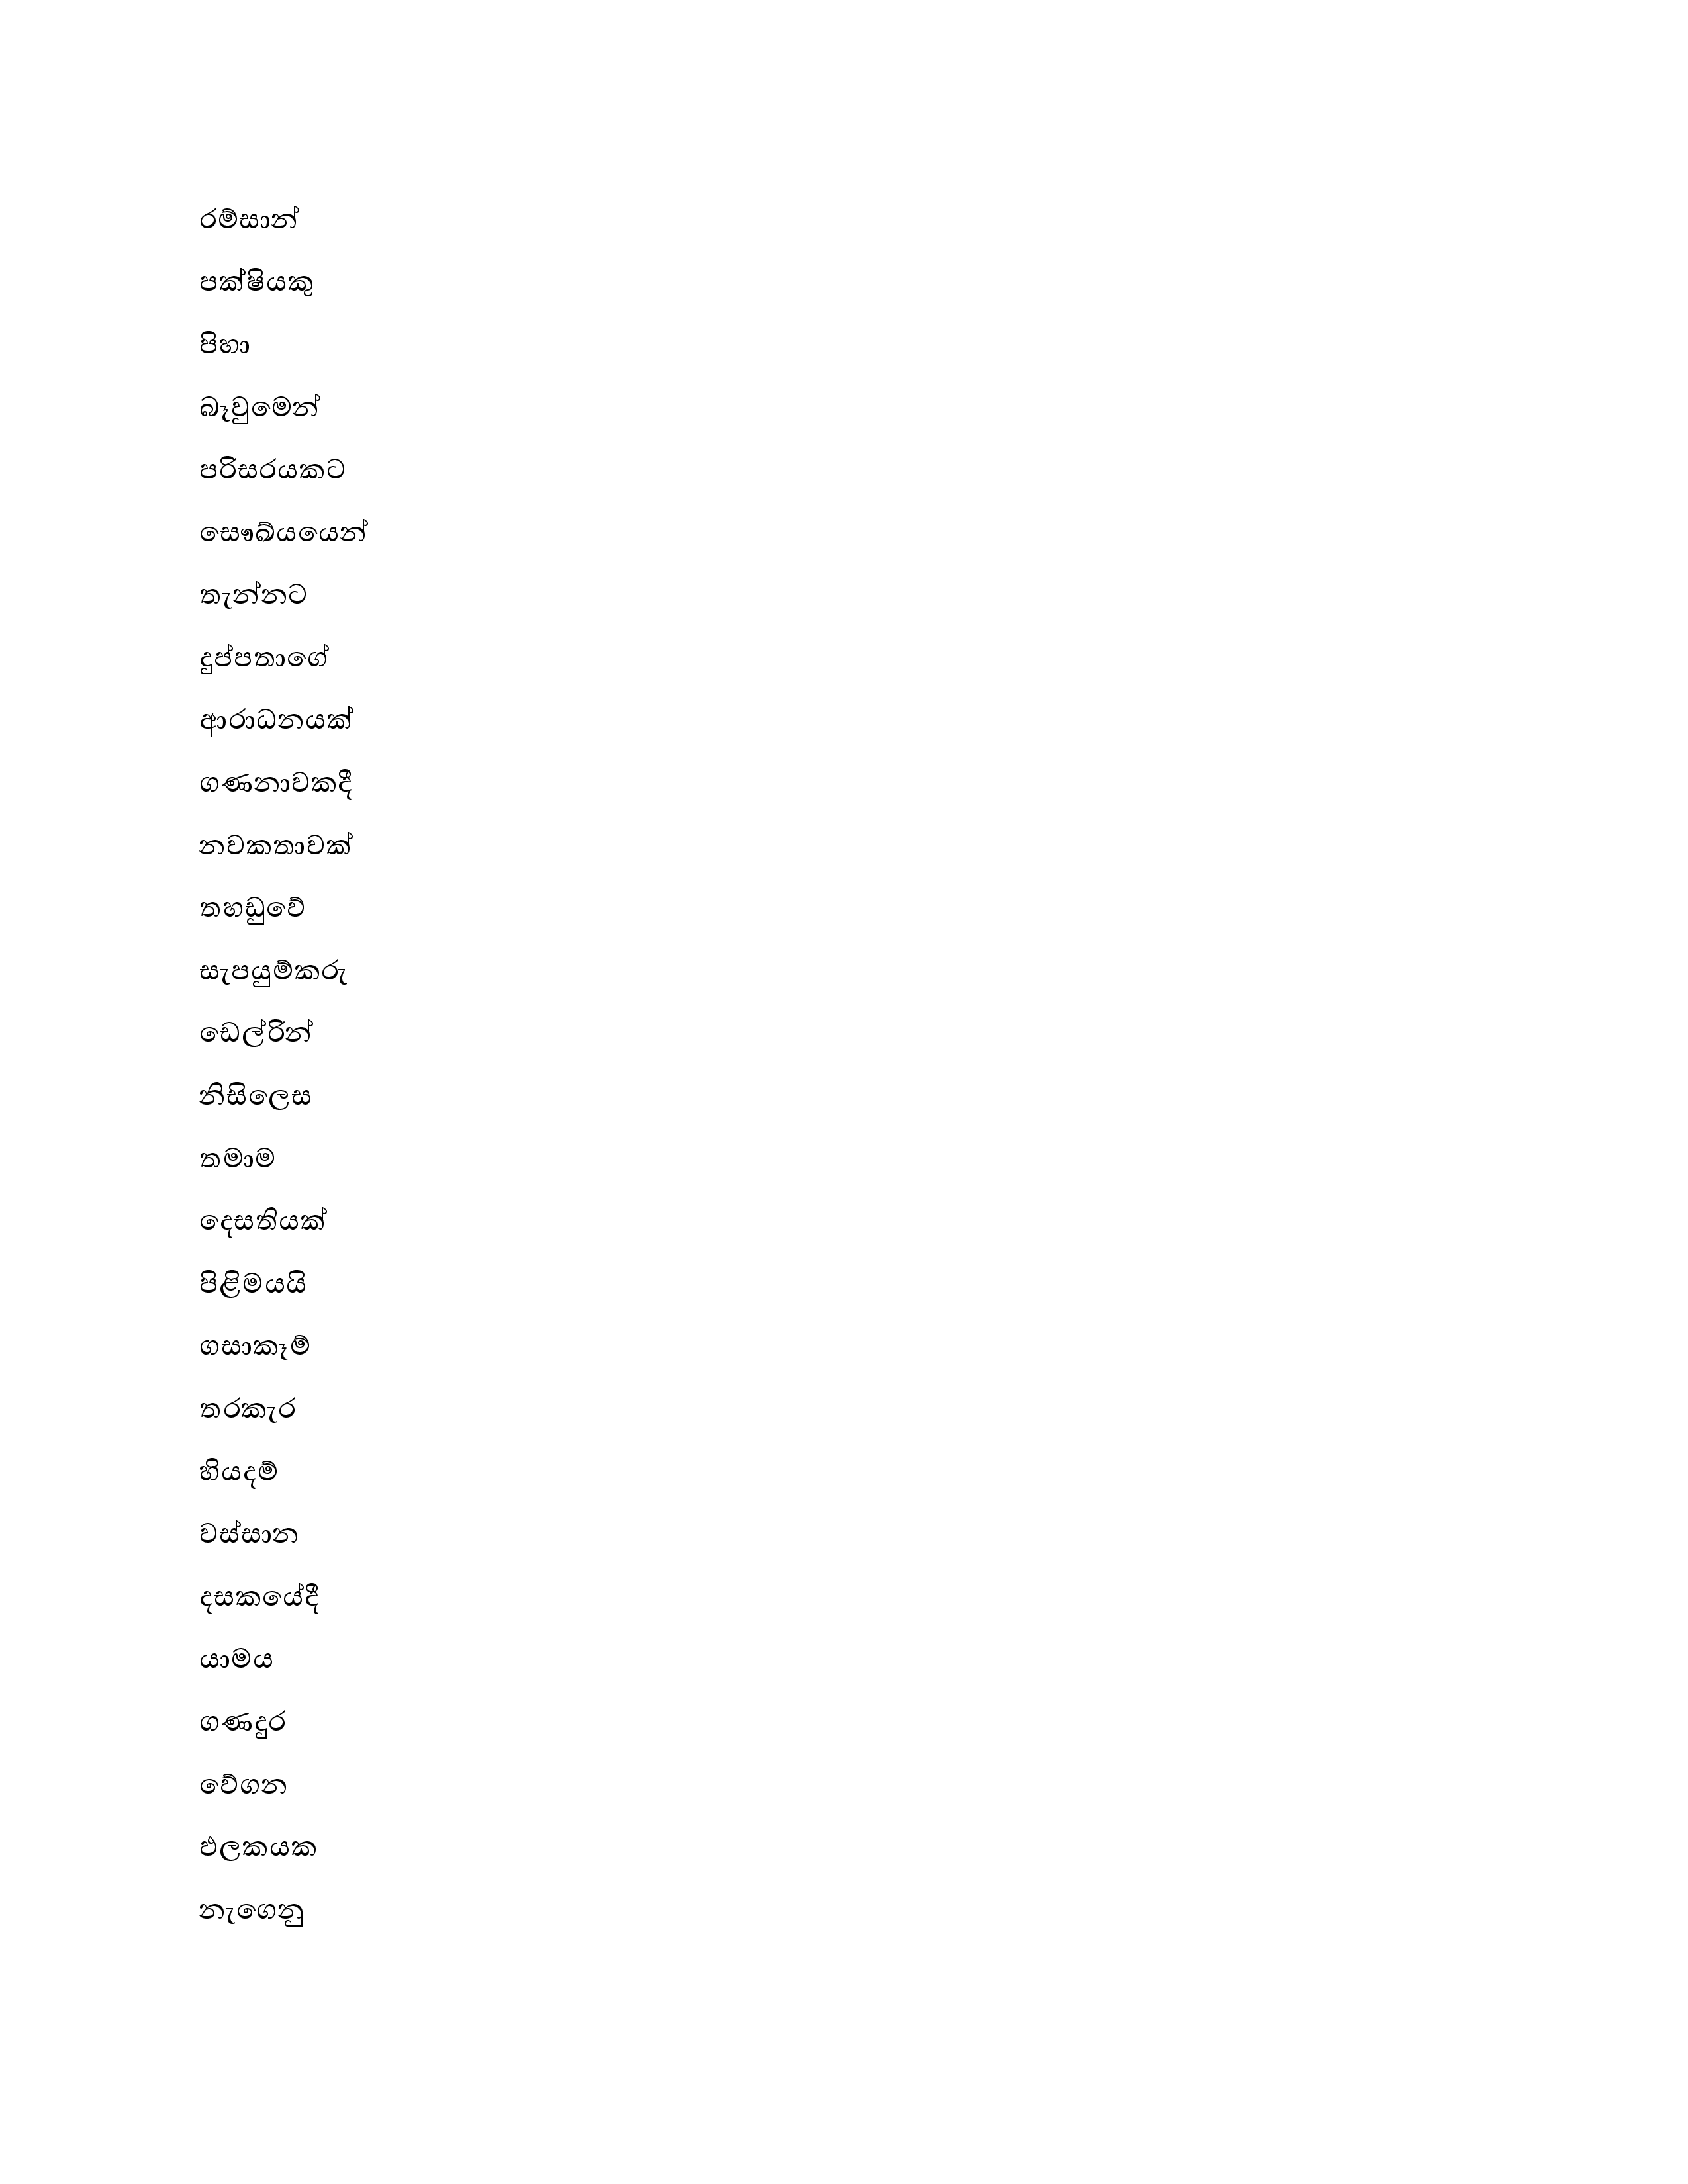 රම්සාන්
පක්ෂියකු
පිහා
බෑවුමෙන්
පරිසරයකට
සෞඛ්යයෙන්
තැන්නට
දුප්පතාගේ
ආරාධනයක්
ගණනාවකදී
නවකතාවක්
තහඩුවේ
සැපයුම්කරු
ඩෙල්රින්
නිසිලෙස
තමාම
දෙසතියක්
පිළිමයයි
ගසාකෑම්
තරකැර
හියදම්
වස්සාන
දසකයේදී
යාමය
ගණදුර
වේගන
ඵලකයක
නැගෙනු